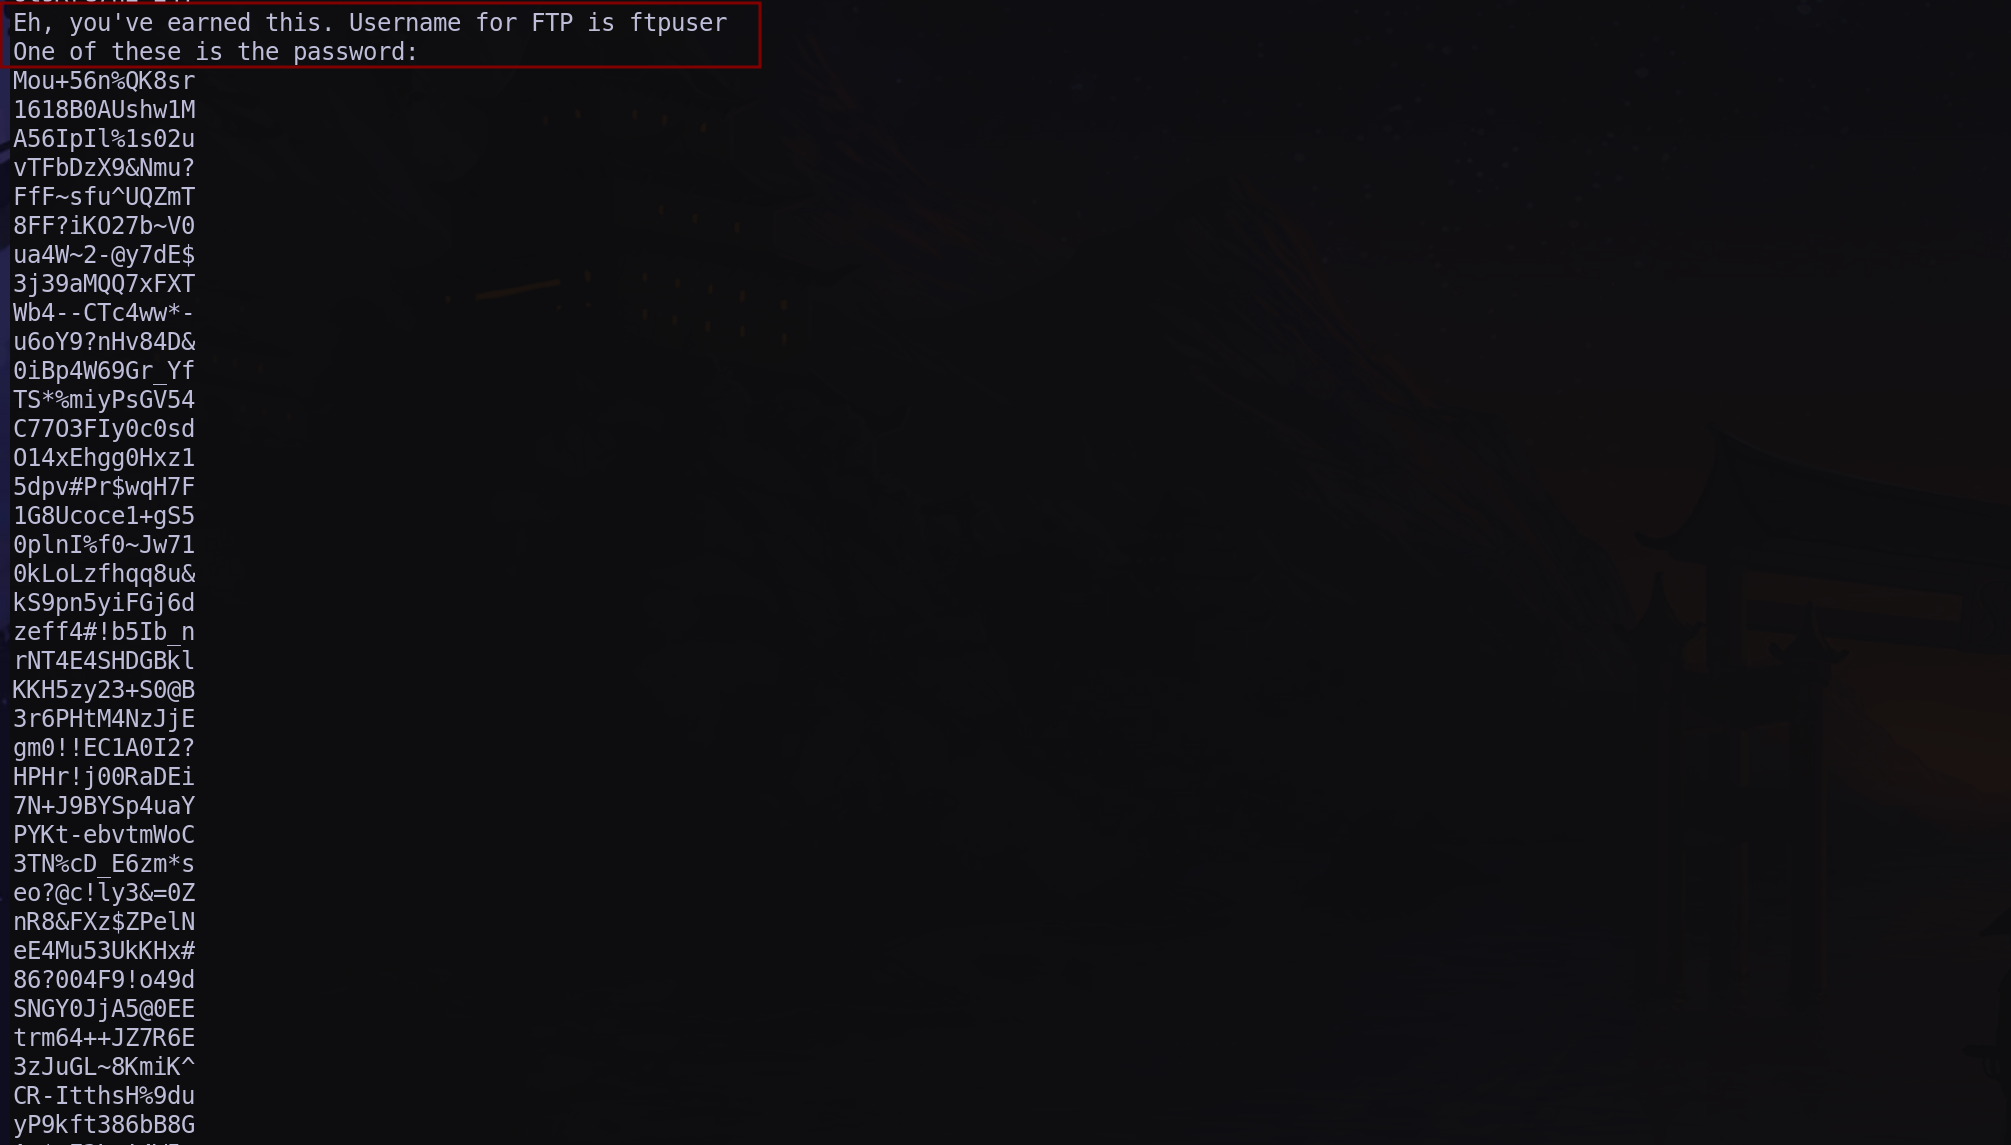 Eh, you've earned this. Username for FTP is ftpuser
One of these is the password:
Mou+56n%QK8sr
1618B0AUshw1M
A56IpIl%1s02u
vTFbDzX9&Nmu?
FfF~sfu^UQZmT
8FF?iKO27b~V0
ua4W~2-@y7dE$
3j39aMQQ7xFXT
Wb4--CTc4ww*-
u6oY9?nHv84D&
0iBp4W69Gr_Yf
TS*%miyPsGV54
C77O3FIy0c0sd
O14xEhgg0Hxz1
5dpv#Pr$wqH7F
1G8Ucoce1+gS5
0plnI%f0~Jw71
0kLoLzfhqq8u&
kS9pn5yiFGj6d
zeff4#!b5Ib_n
rNT4E4SHDGBkl
KKH5zy23+S0@B
3r6PHtM4NzJjE
gm0!!EC1A0I2?
HPHr!j00RaDEi
7N+J9BYSp4uaY
PYKt-ebvtmWoC
3TN%cD_E6zm*s
eo?@c!ly3&=0Z
nR8&FXz$ZPelN
eE4Mu53UkKHx#
86?004F9!o49d
SNGY0JjA5@0EE
trm64++JZ7R6E
3zJuGL~8KmiK^
CR-ItthsH%9du
yP9kft386bB8G